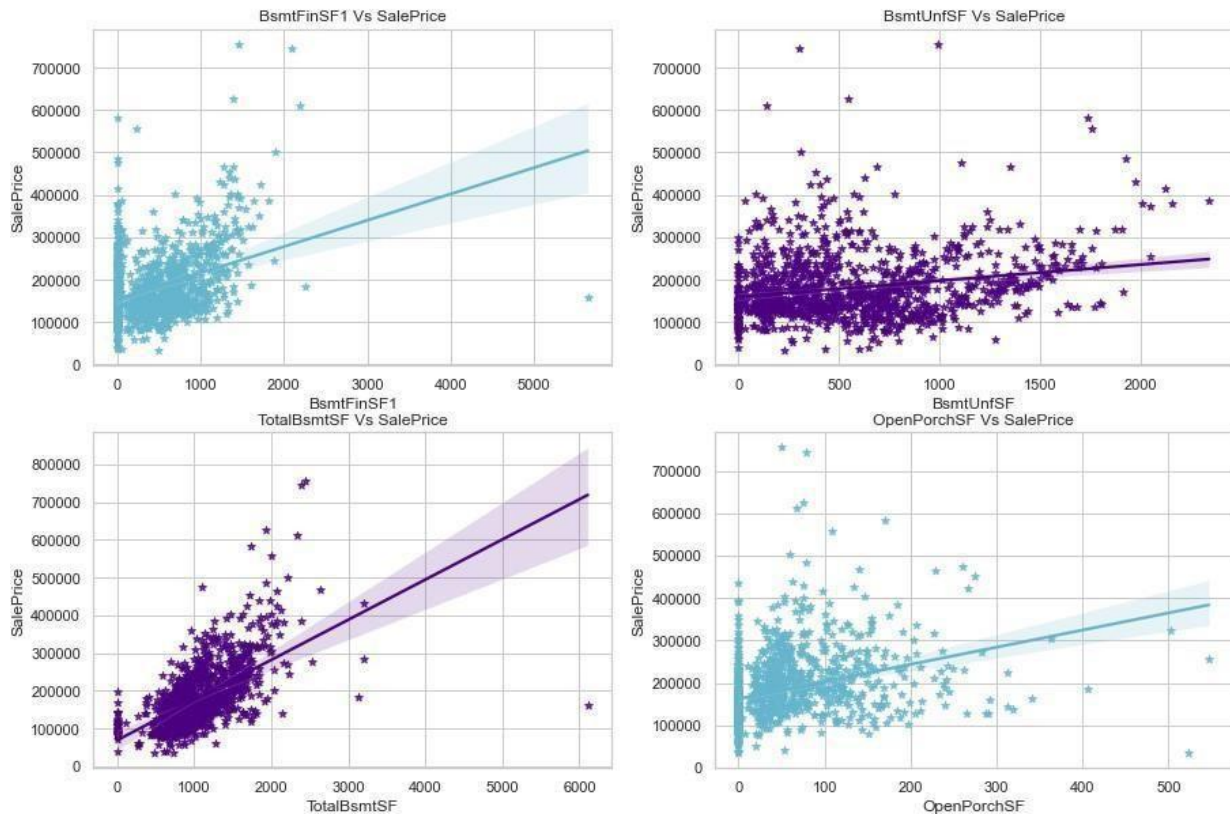 BsmtFinSF1 Vs SalePrice
700000
600000
500000
400000
300000
200000
100000
0
SalePrice
0 1000 2000 3000 4000 5000
BsmtFinSF1
BsmtUnfSF Vs SalePrice
700000
600000
500000
400000
300000
200000
100000
0
SalePrice
0 500 1000 1500 2000
BsmtUnfSF
TotalBsmtSF Vs SalePrice
800000
700000
600000
500000
400000
300000
200000
100000
0
SalePrice
0 1000 2000 3000 4000 5000 6000
TotalBsmtSF
OpenPorchSF Vs SalePrice
700000
600000
500000
400000
300000
200000
100000
0
SalePrice
0 100 200 300 400 500
OpenPorchSF